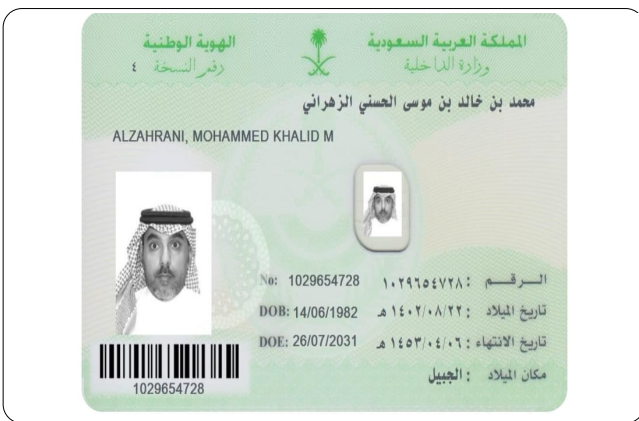 المملكة العربية السعودية
وزارة الداخلية
الهوية الوطنية
رقم النسخة ٤
محمد بن خالد بن موسى الحسني الزهراني
ALZAHRANI, MOHAMMED KHALID M
الـرقــم : ١٠٢٩٦٥٤٧٢٨ No: 1029654728
تاريخ الميلاد : ١٤٠٢/٠٨/٢٢ هـ DOB: 14/06/1982
تاريخ الانتهاء : ١٤٥٣/٠٤/٠٦ هـ DOE: 26/07/2031
مكان الميلاد : الجبيل
1029654728